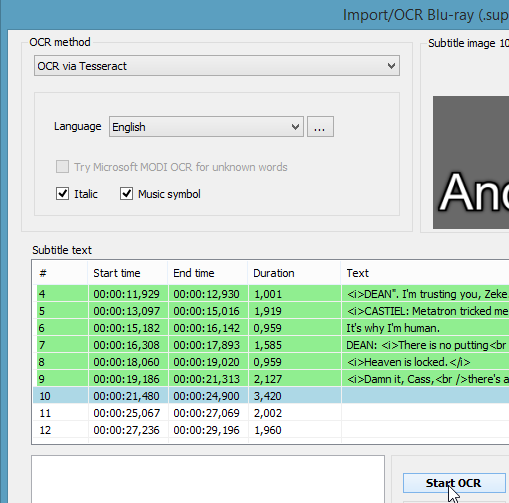 Import/OCR Blu-ray (.sup
OCR method
OCR via Tesseract
Language English ...
Try Microsoft MODI OCR for unknown words
Italic Music symbol
Subtitle image 10
And
Subtitle text
# Start time End time Duration Text
4 00:00:11,929 00:00:12,930 1,001 <i>DEAN". I'm trusting you, Zeke
5 00:00:13,097 00:00:15,016 1,919 <i>CASTIEL: Metatron tricked me
6 00:00:15,182 00:00:16,142 0,959 It's why I'm human.
7 00:00:16,308 00:00:17,893 1,585 DEAN: <i>There is no putting<br
8 00:00:18,060 00:00:19,020 0,959 <i>Heaven is locked.</i>
9 00:00:19,186 00:00:21,313 2,127 <i>Damn it, Cass,<br />there's a
10 00:00:21,480 00:00:24,900 3,420
11 00:00:25,067 00:00:27,069 2,002
12 00:00:27,236 00:00:29,196 1,960
Start OCR